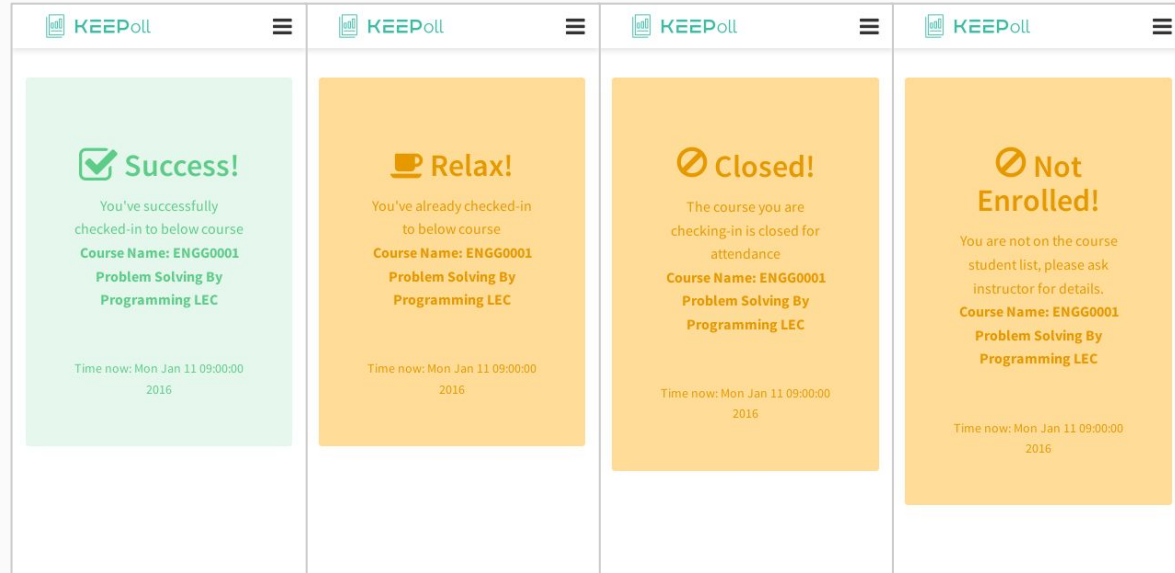 KEEPoll
Success!
You've successfully
checked-in to below course
Course Name: ENGG0001
Problem Solving By
Programming LEC
Time now: Mon Jan 11 09:00:00
2016
KEEPoll
Relax!
You've already checked-in
to below course
Course Name: ENGG0001
Problem Solving By
Programming LEC
Time now: Mon Jan 11 09:00:00
2016
KEEPoll
Closed!
The course you are
checking-in is closed for
attendance
Course Name: ENGG0001
Problem Solving By
Programming LEC
Time now: Mon Jan 11 09:00:00
2016
KEEPoll
Not
Enrolled!
You are not on the course
student list, please ask
instructor for details.
Course Name: ENGG0001
Problem Solving By
Programming LEC
Time now: Mon Jan 11 09:00:00
2016